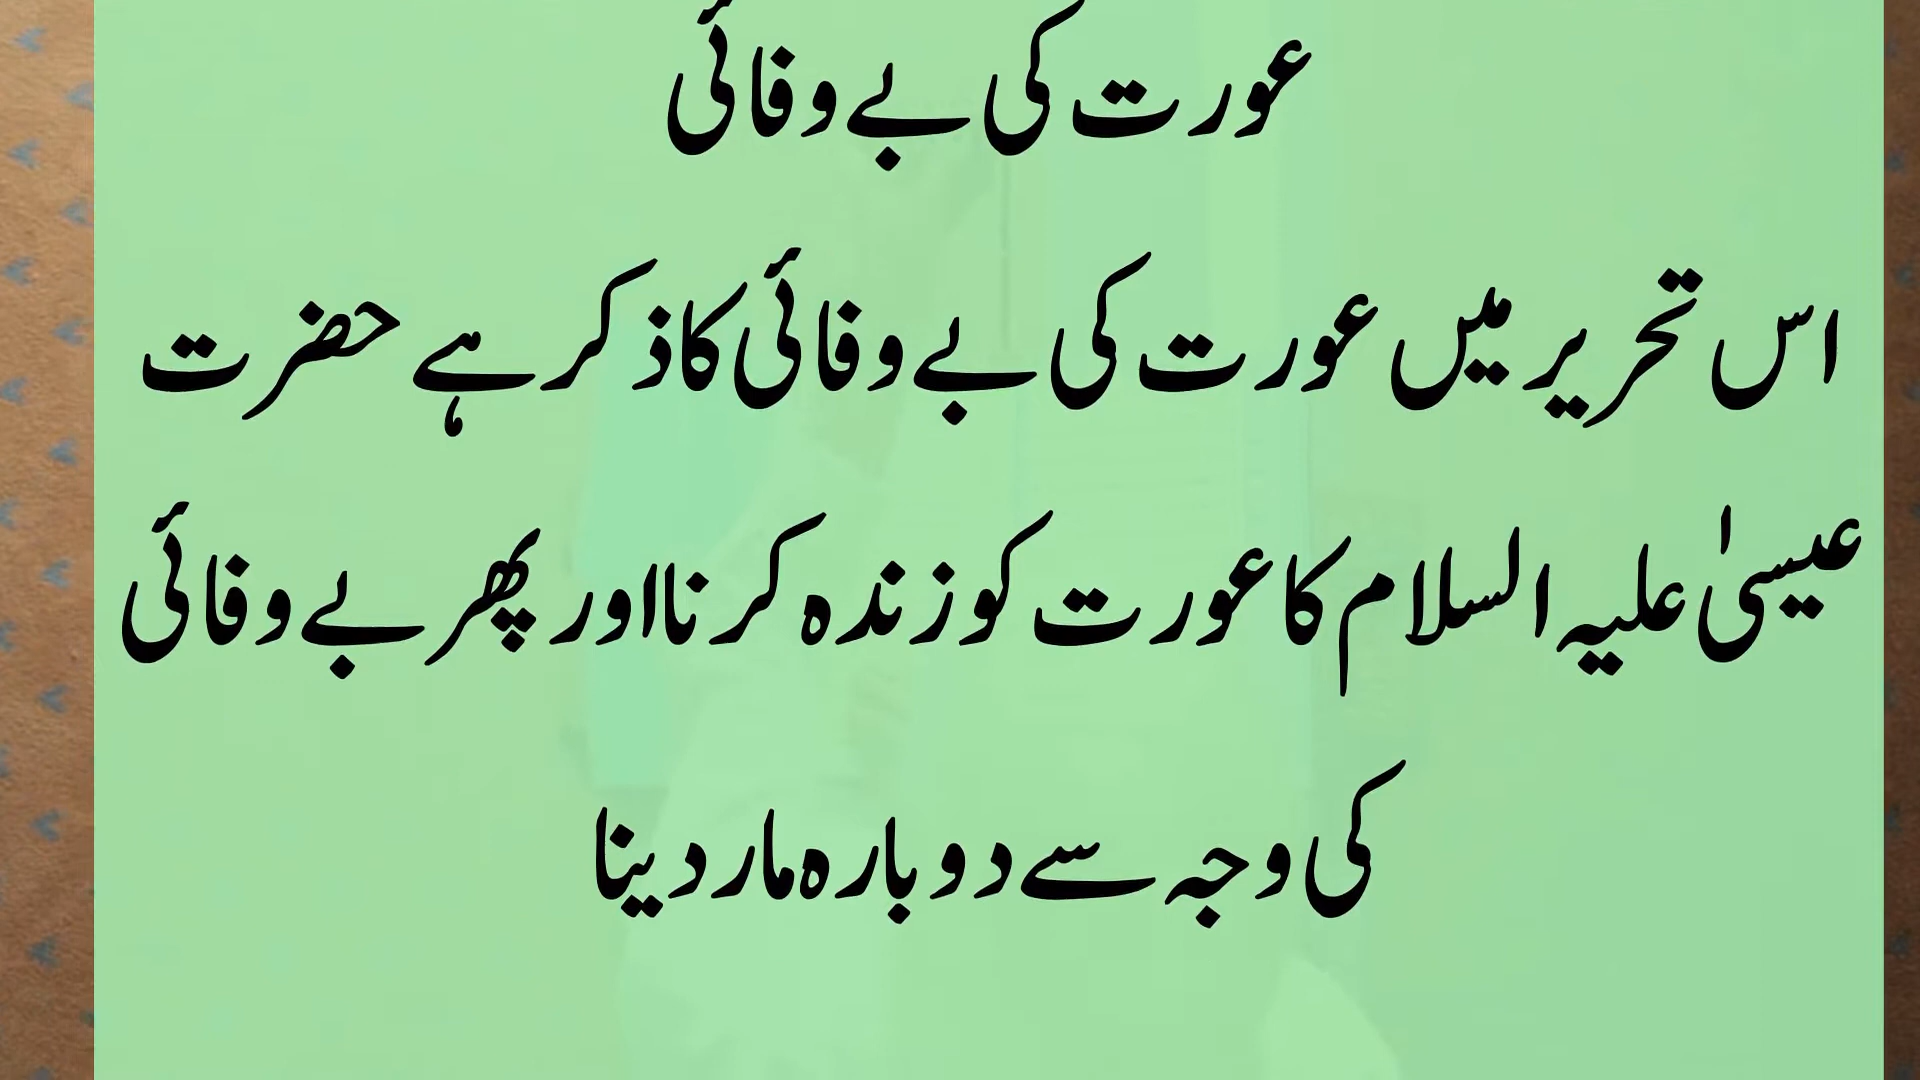 عورت کی بے وفائی
اس تحریر میں عورت کی بے وفائی کا ذکر ہے حضرت
عیسیٰ علیہ السلام کا عورت کو زندہ کرنا اور پھر بے وفائی
کی وجہ سے دوبارہ مار دینا